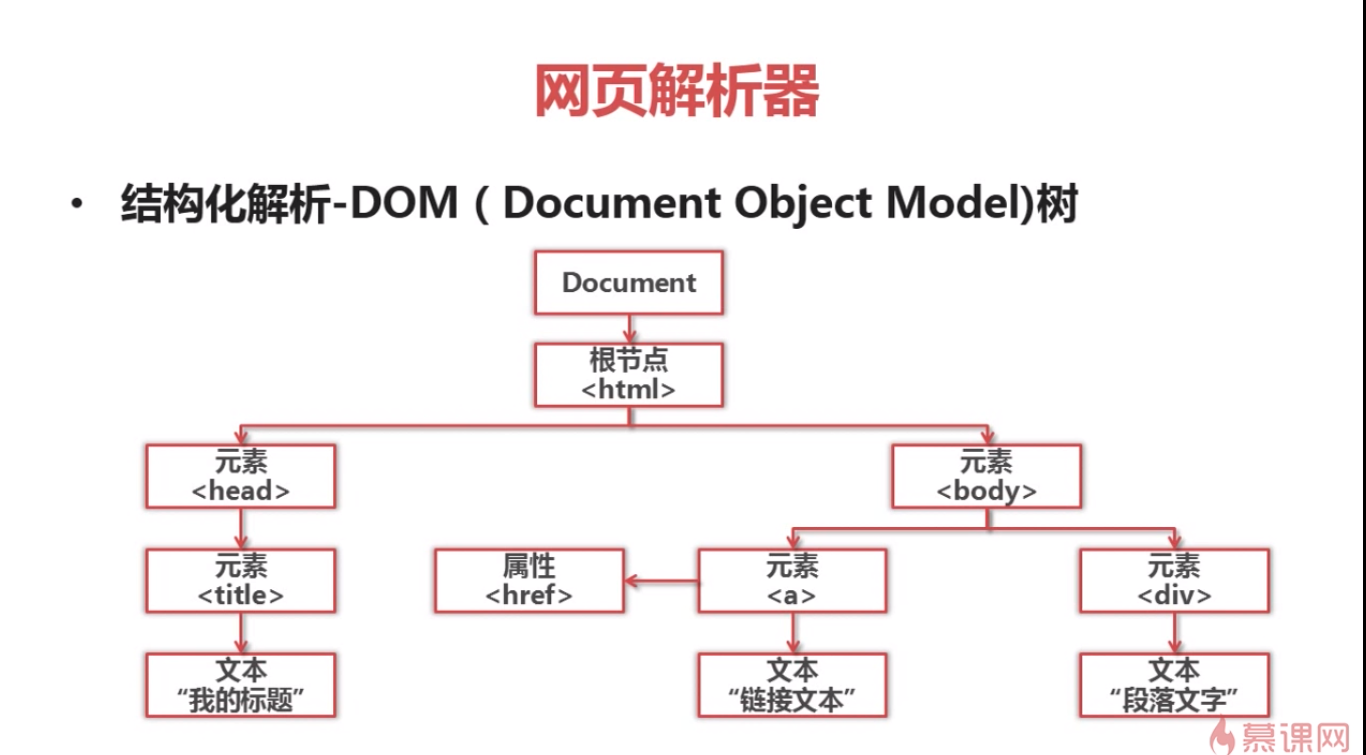 网页解析器
• 结构化解析-DOM ( Document Object Model)树
Document
根节点
<html>
元素
<head>
元素
<body>
元素
<title>
属性
<href>
元素
<a>
元素
<div>
文本
“我的标题”
文本
“链接文本”
文本
“段落文字”
慕课网